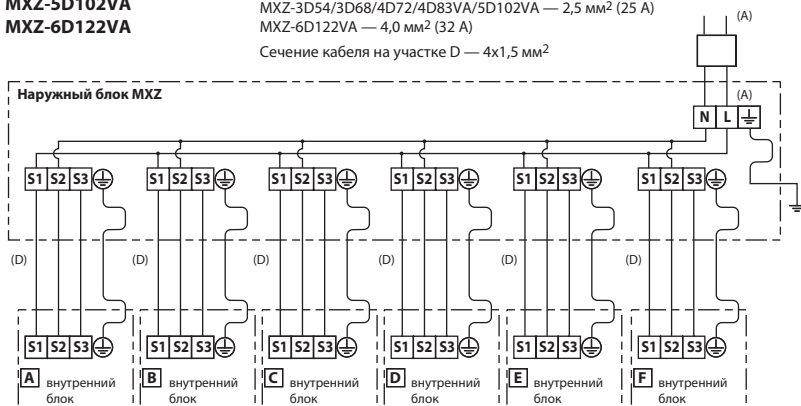 MXZ-5D102VA
MXZ-6D122VA
MXZ-3D54/3D68/4D72/4D83VA/5D102VA — 2,5 мм² (25 А)
MXZ-6D122VA — 4,0 мм² (32 А)
Сечение кабеля на участке D — 4x1,5 мм²
(A)
Наружный блок MXZ
(A)
N L
S1 S2 S3 S1 S2 S3 S1 S2 S3 S1 S2 S3 S1 S2 S3 S1 S2 S3
(D) (D) (D) (D) (D) (D)
S1 S2 S3 S1 S2 S3 S1 S2 S3 S1 S2 S3 S1 S2 S3 S1 S2 S3
A внутренний B внутренний C внутренний D внутренний E внутренний F внутренний
блок блок блок блок блок блок